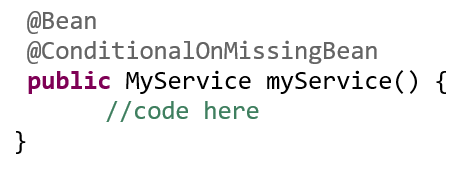 @Bean
@ConditionalOnMissingBean
public MyService myService() {
//code here
}